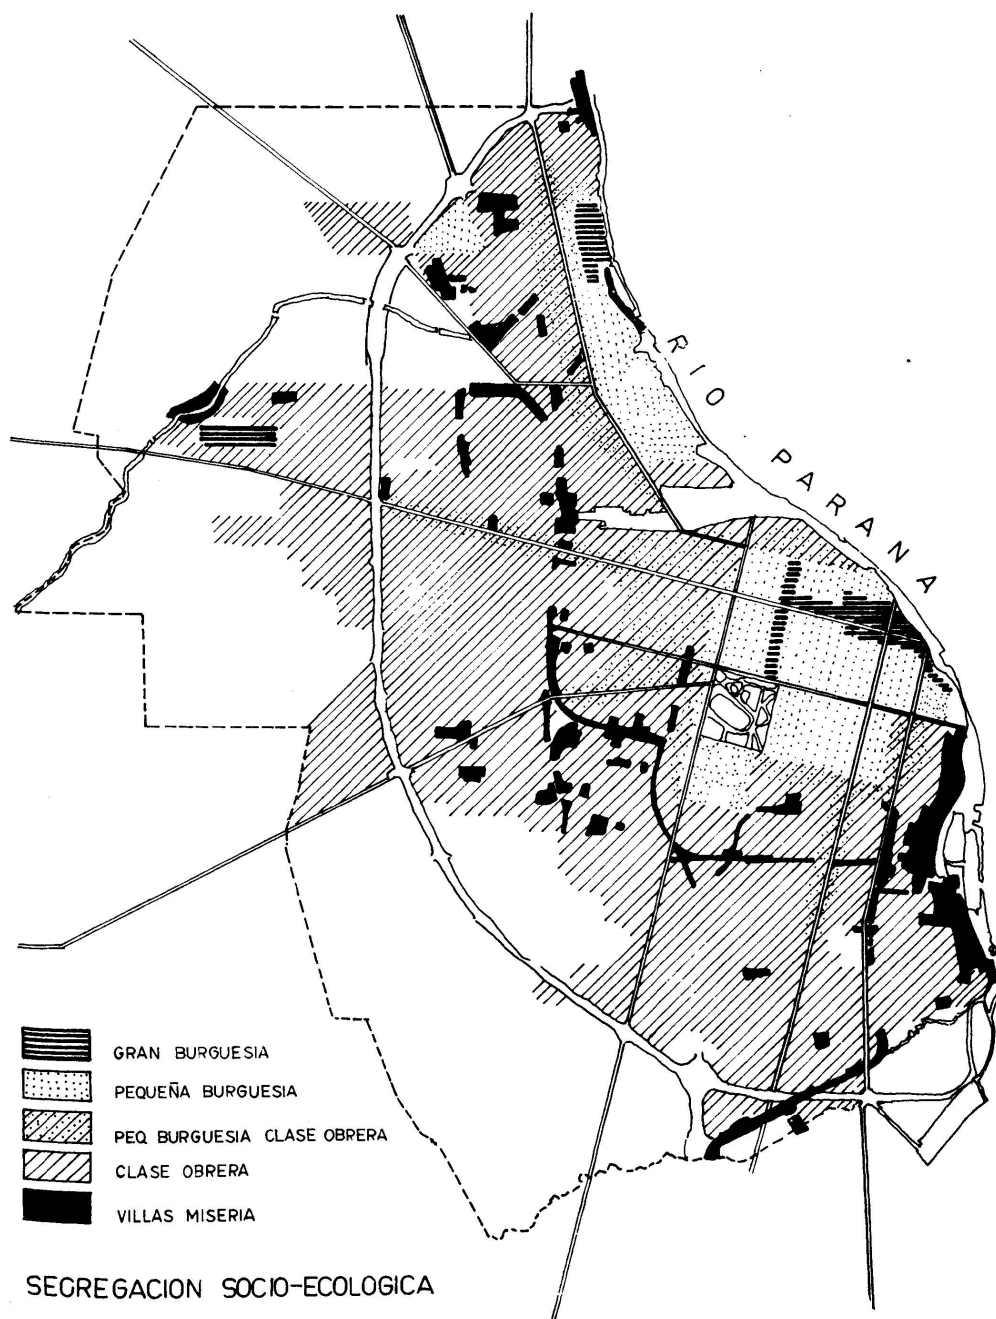 RIO PARANA
GRAN BURGUESIA
PEQUEÑA BURGUESIA
PEQ BURGUESIA CLASE OBRERA
CLASE OBRERA
VILLAS MISERIA
SEGREGACION SOCIO-ECOLOGICA